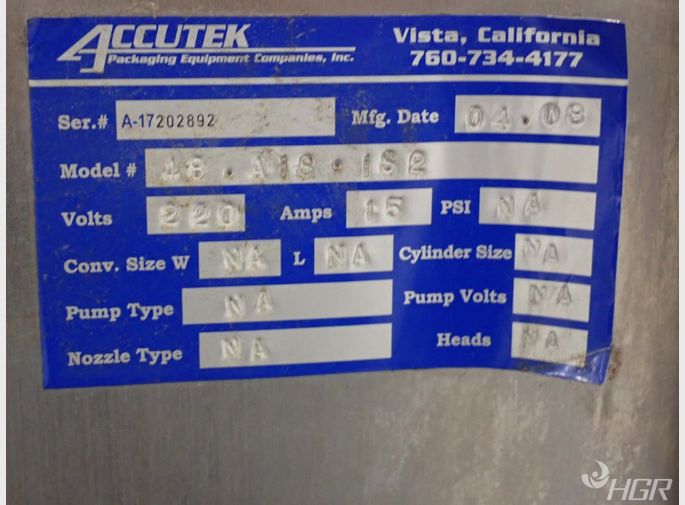 ACCUTEK
Packaging Equipment Companies, Inc.
Vista, California
760-734-4177
Ser.# A-17202892 Mfg. Date 04.08
Model #
Volts 220 Amps 15 PSI NA
Conv. Size W NA L NA Cylinder Size NA
Pump Type NA Pump Volts N/A
Nozzle Type NA Heads NA
HGR